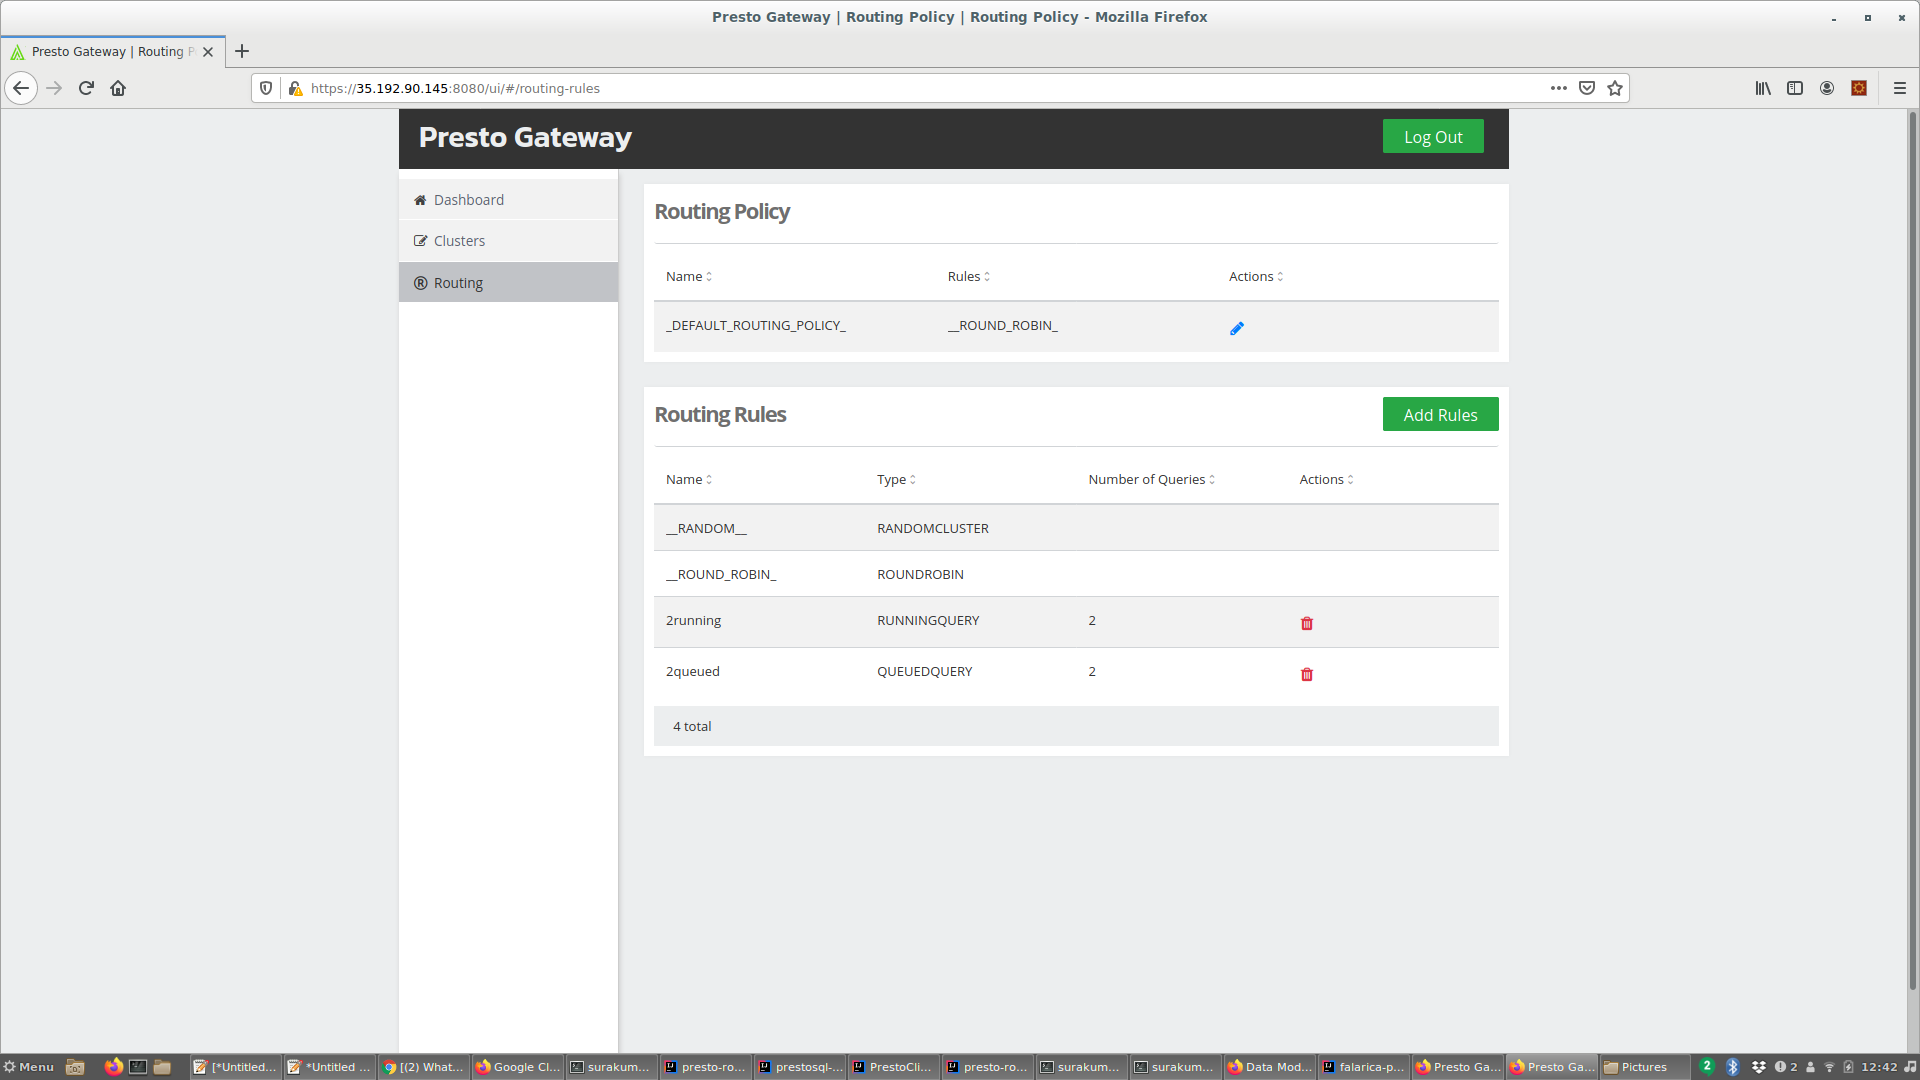 Presto Gateway | Routing Policy | Routing Policy - Mozilla Firefox
Presto Gateway | Routing P
https://35.192.90.145:8080/ui/#/routing-rules
Presto Gateway
Log Out
Dashboard
Clusters
Routing
Routing Policy
Name Rules Actions
_DEFAULT_ROUTING_POLICY_ __ROUND_ROBIN_
Routing Rules
Add Rules
Name Type Number of Queries Actions
__RANDOM__ RANDOMCLUSTER
__ROUND_ROBIN_ ROUNDROBIN
2running RUNNINGQUERY 2
2queued QUEUEDQUERY 2
4 total
Menu [*Untitled... *Untitled ... [(2) What... Google Cl... surakum... presto-ro... prestosql-... PrestoCli... presto-ro... surakum... surakum... Data Mod... falarica-p... Presto Ga... Presto Ga... Pictures 2 2 12:42